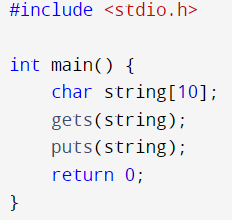 #include <stdio.h>

int main() {
    char string[10];
    gets(string);
    puts(string);
    return 0;
}